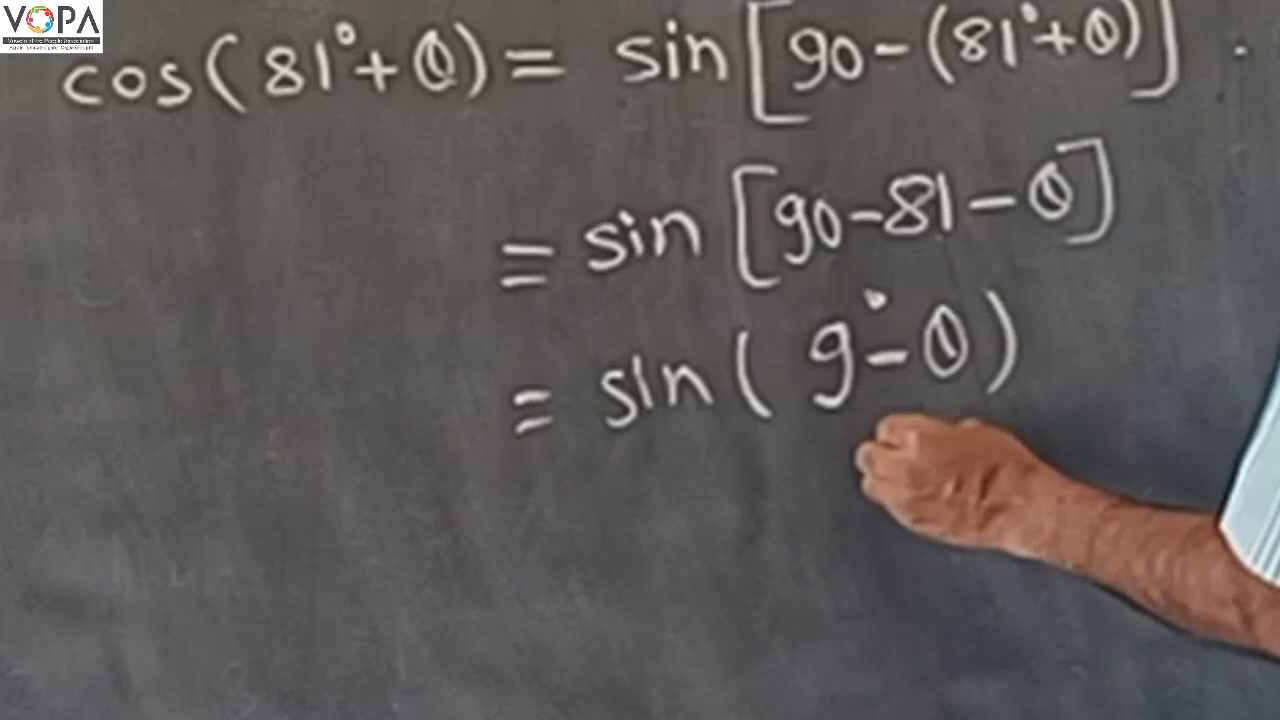 VOPA
cos(81°+θ) = sin[90-(81°+θ)].
= sin[90-81-θ]
= sin(9°-θ)